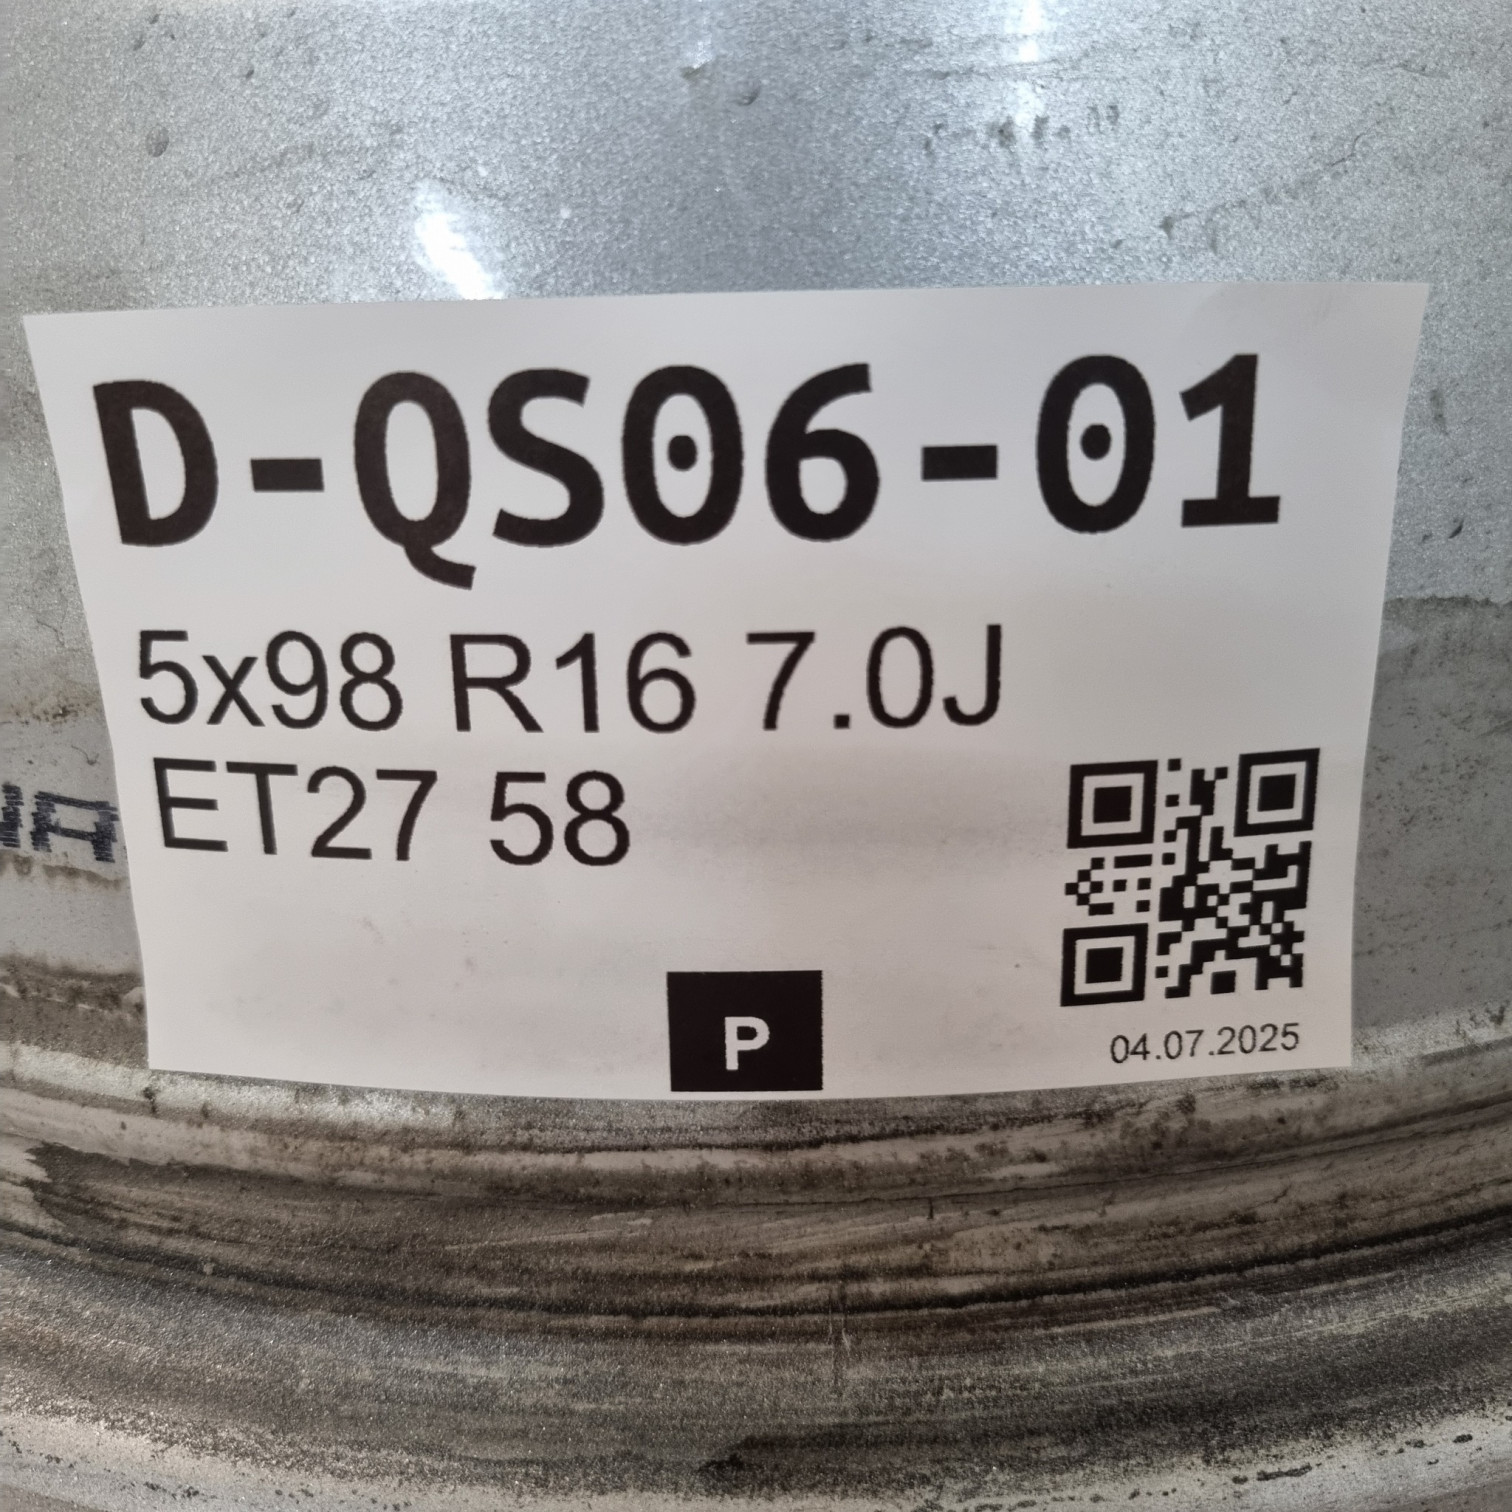 D-QS06-01
5x98 R16 7.0J
ET27 58
P
04.07.2025